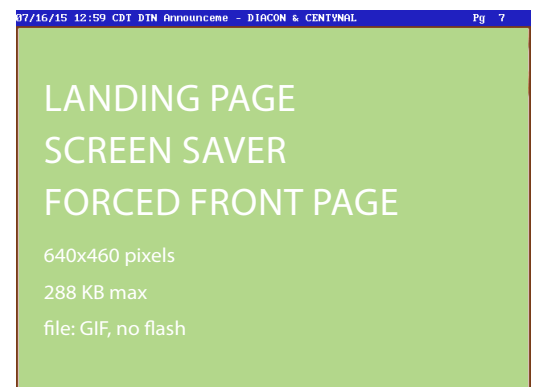 07/16/15 12:59 CDT DTN Announceme - DIACON & CENTYNAL Pg 7
LANDING PAGE
SCREEN SAVER
FORCED FRONT PAGE
640x460 pixels
288 KB max
file: GIF, no flash